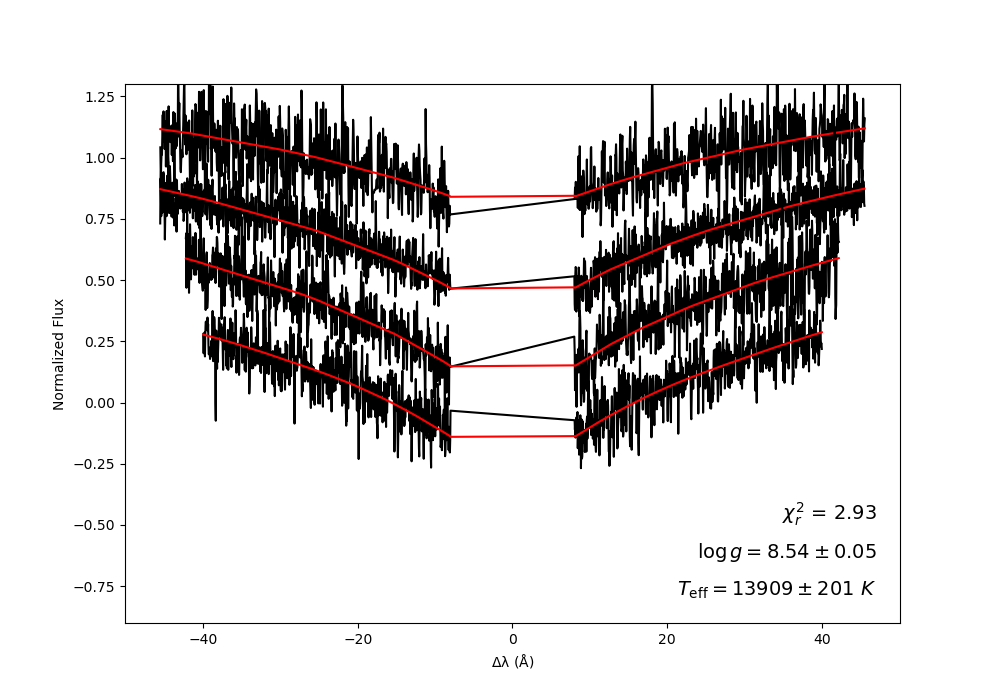 1.25
1.00
0.75
0.50
0.25
0.00
−0.25
−0.50
−0.75
Normalized Flux
χ²ᵣ = 2.93
log g = 8.54 ± 0.05
T_eff = 13909 ± 201 K
−40
−20
0
20
40
Δλ (Å)